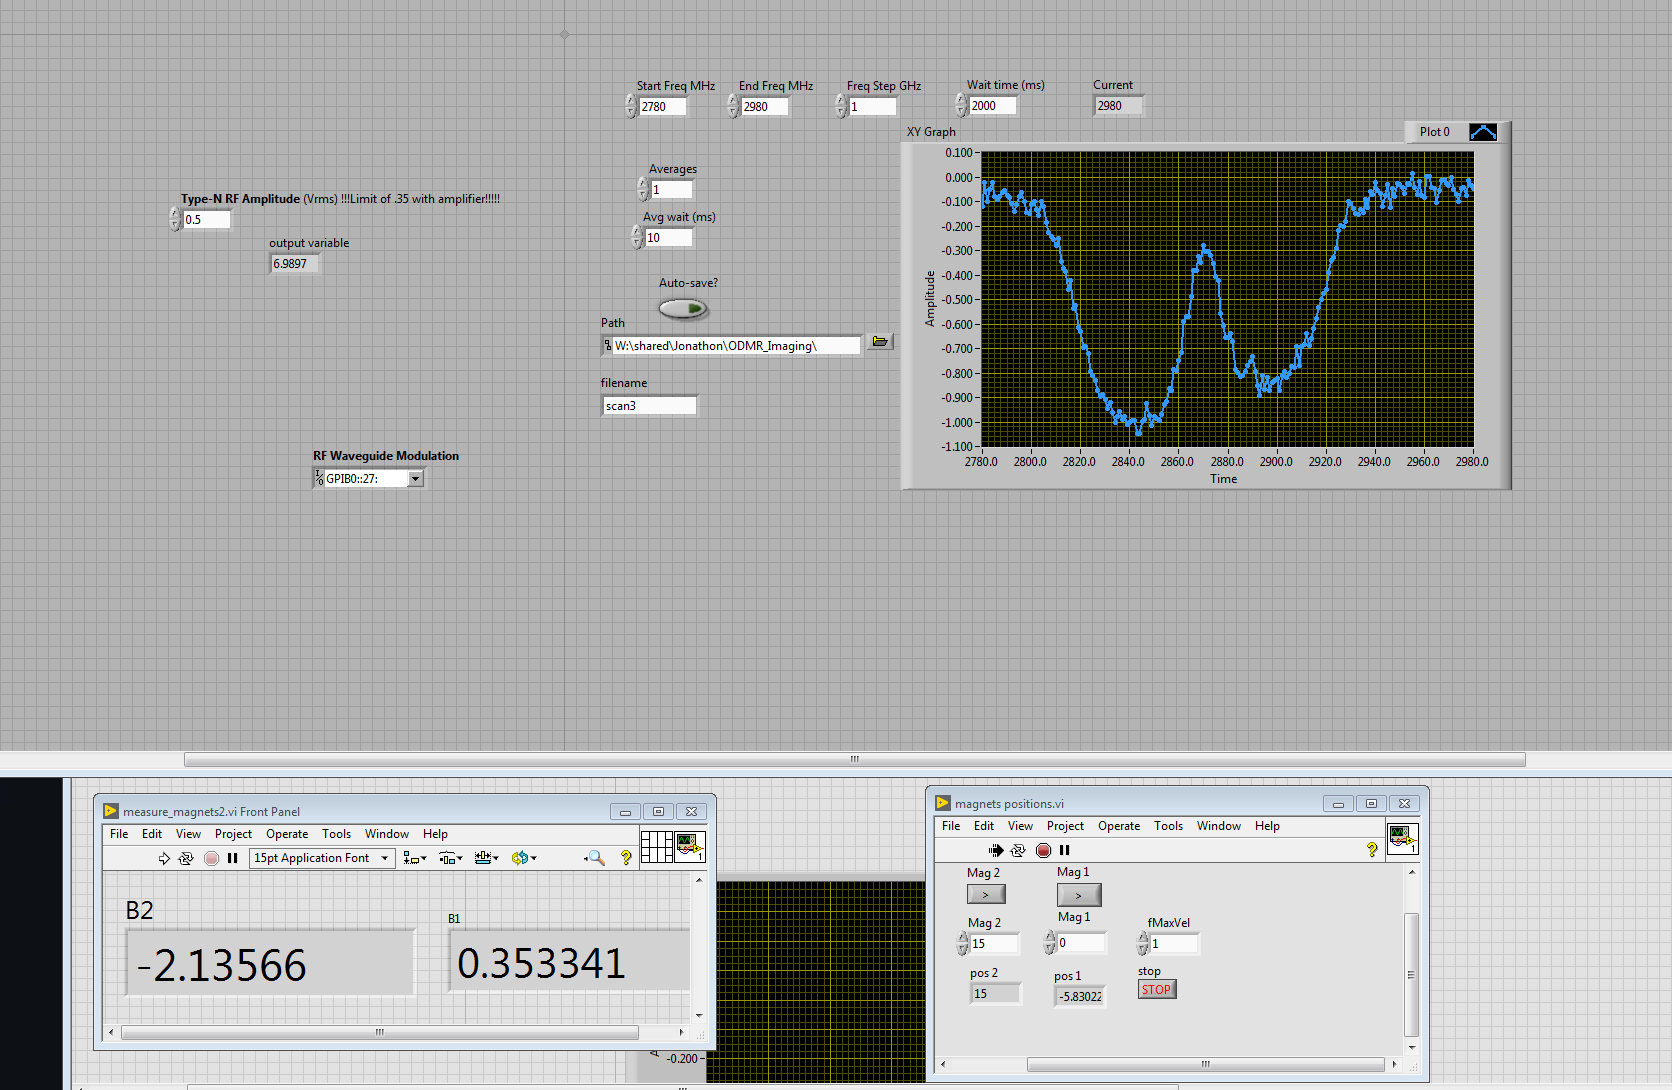 Start Freq MHz End Freq MHz Freq Step GHz Wait time (ms) Current
2780 2980 1 2000 2980
XY Graph Plot 0
Averages
1
Avg wait (ms)
10
Type-N RF Amplitude (Vrms) !!!Limit of .35 with amplifier!!!!!
0.5
output variable
6.9897
Auto-save?
Path
W:\shared\Jonathon\ODMR_Imaging\
filename
scan3
RF Waveguide Modulation
GPIB0::27:
0.100
0.000
-0.100
-0.200
-0.300
-0.400
-0.500
-0.600
-0.700
-0.800
-0.900
-1.000
-1.100
Amplitude
2780.0 2800.0 2820.0 2840.0 2860.0 2880.0 2900.0 2920.0 2940.0 2960.0 2980.0
Time
measure_magnets2.vi Front Panel
File Edit View Project Operate Tools Window Help
15pt Application Font
1
B2
-2.13566
B1
0.353341
-0.200
magnets positions.vi
File Edit View Project Operate Tools Window Help
1
Mag 2 Mag 1
> >
Mag 2 Mag 1 fMaxVel
15 0 1
pos 2 pos 1 stop
15 -5.83022 STOP